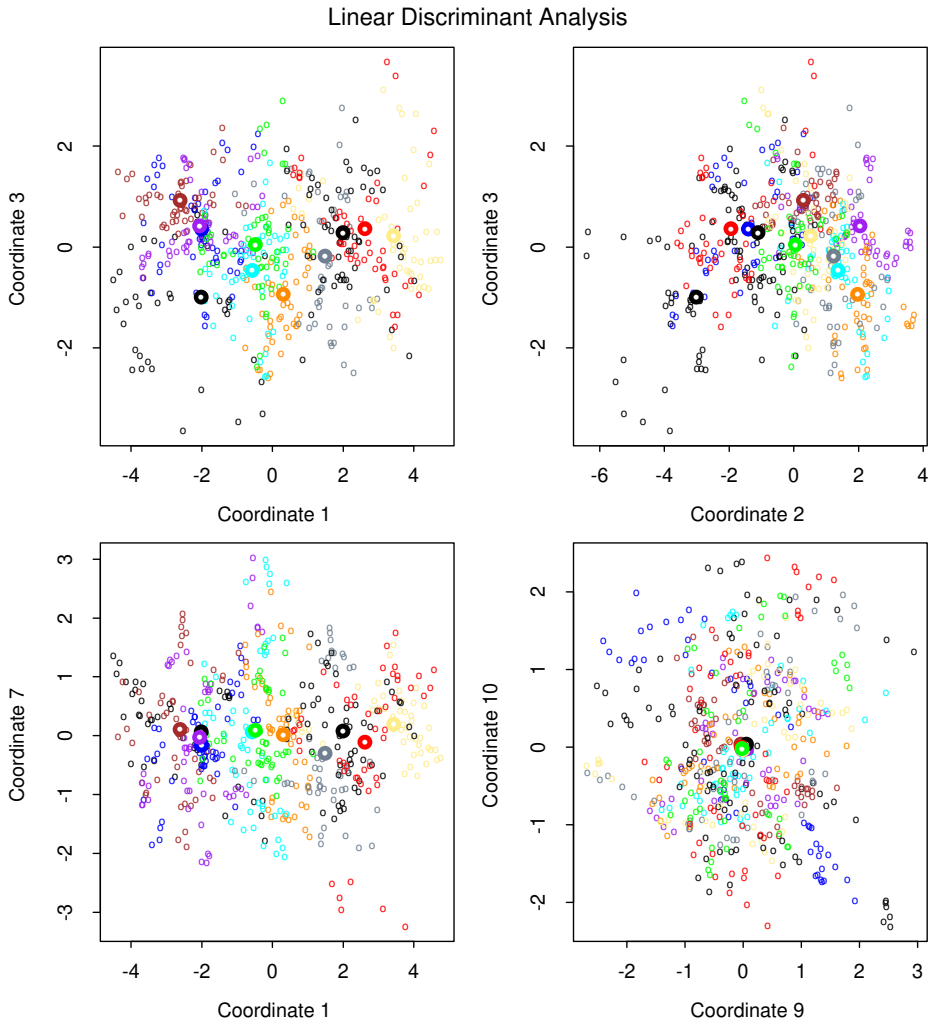 Linear Discriminant Analysis
Coordinate 3
2
0
-2
-4 -2 0 2 4
Coordinate 1
Coordinate 3
2
0
-2
-6 -4 -2 0 2 4
Coordinate 2
Coordinate 7
3
2
1
0
-1
-2
-3
-4 -2 0 2 4
Coordinate 1
Coordinate 10
2
1
0
-1
-2
-2 -1 0 1 2 3
Coordinate 9